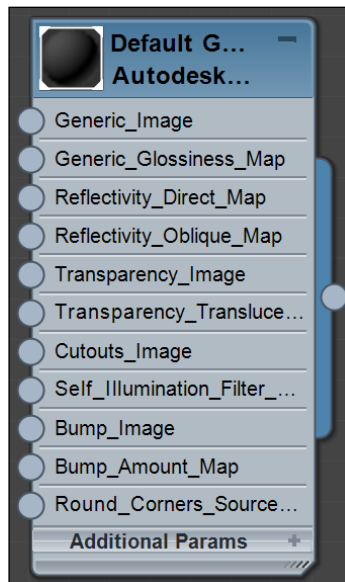 Default G...
Autodesk...
Generic_Image
Generic_Glossiness_Map
Reflectivity_Direct_Map
Reflectivity_Oblique_Map
Transparency_Image
Transparency_Transluce...
Cutouts_Image
Self_Illumination_Filter_...
Bump_Image
Bump_Amount_Map
Round_Corners_Source...
Additional Params